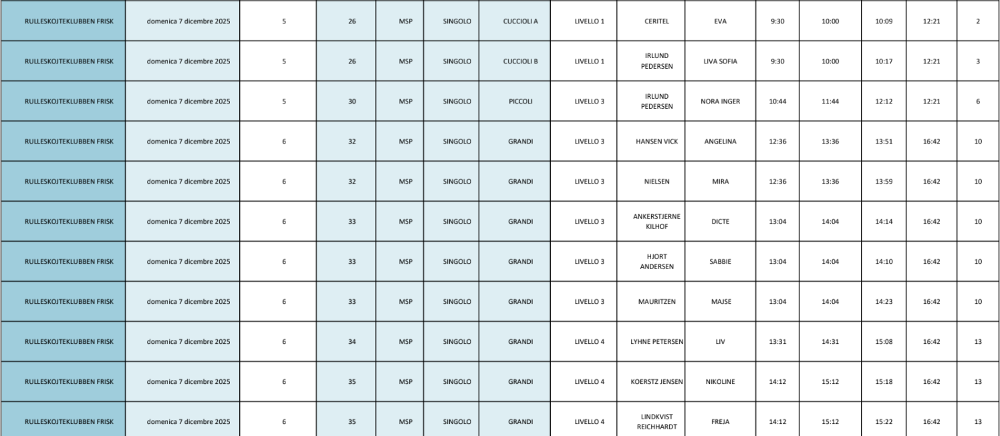 RULLESKOJTEKLUBBEN FRISK domenica 7 dicembre 2025 5 26 MSP SINGOLO CUCCIOLI A LIVELLO 1 CERITEL EVA 9:30 10:00 10:09 12:21 2
RULLESKOJTEKLUBBEN FRISK domenica 7 dicembre 2025 5 26 MSP SINGOLO CUCCIOLI B LIVELLO 1 IRLUND PEDERSEN LIVA SOFIA 9:30 10:00 10:17 12:21 3
RULLESKOJTEKLUBBEN FRISK domenica 7 dicembre 2025 5 30 MSP SINGOLO PICCOLI LIVELLO 3 IRLUND PEDERSEN NORA INGER 10:44 11:44 12:12 12:21 6
RULLESKOJTEKLUBBEN FRISK domenica 7 dicembre 2025 6 32 MSP SINGOLO GRANDI LIVELLO 3 HANSEN VICK ANGELINA 12:36 13:36 13:51 16:42 10
RULLESKOJTEKLUBBEN FRISK domenica 7 dicembre 2025 6 32 MSP SINGOLO GRANDI LIVELLO 3 NIELSEN MIRA 12:36 13:36 13:59 16:42 10
RULLESKOJTEKLUBBEN FRISK domenica 7 dicembre 2025 6 33 MSP SINGOLO GRANDI LIVELLO 3 ANKERSTJERNE KILHOF DICTE 13:04 14:04 14:14 16:42 10
RULLESKOJTEKLUBBEN FRISK domenica 7 dicembre 2025 6 33 MSP SINGOLO GRANDI LIVELLO 3 HJORT ANDERSEN SABBIE 13:04 14:04 14:10 16:42 10
RULLESKOJTEKLUBBEN FRISK domenica 7 dicembre 2025 6 33 MSP SINGOLO GRANDI LIVELLO 3 MAURITZEN MAJSE 13:04 14:04 14:23 16:42 10
RULLESKOJTEKLUBBEN FRISK domenica 7 dicembre 2025 6 34 MSP SINGOLO GRANDI LIVELLO 4 LYHNE PETERSEN LIV 13:31 14:31 15:08 16:42 13
RULLESKOJTEKLUBBEN FRISK domenica 7 dicembre 2025 6 35 MSP SINGOLO GRANDI LIVELLO 4 KOERSTZ JENSEN NIKOLINE 14:12 15:12 15:18 16:42 13
RULLESKOJTEKLUBBEN FRISK domenica 7 dicembre 2025 6 35 MSP SINGOLO GRANDI LIVELLO 4 LINDKVIST REICHHARDT FREJA 14:12 15:12 15:22 16:42 13